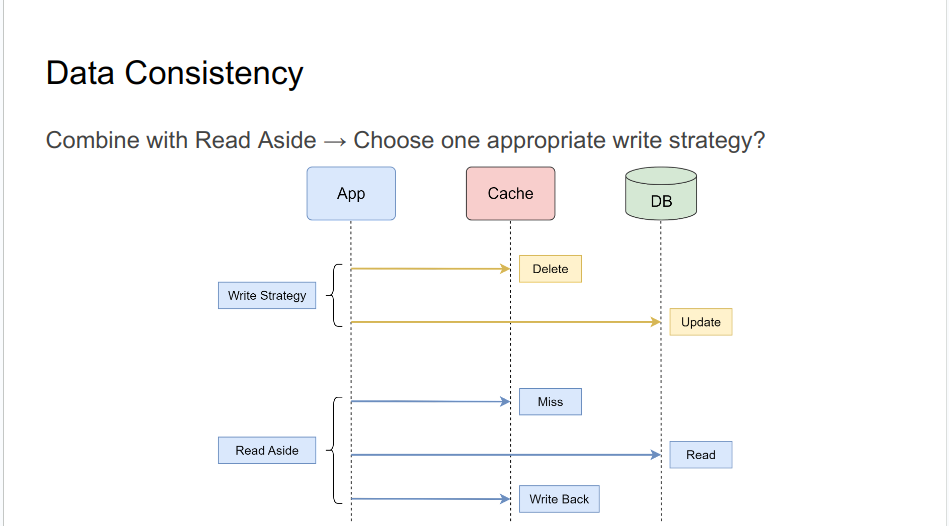 Data Consistency
Combine with Read Aside → Choose one appropriate write strategy?
App
Cache
DB
Delete
Write Strategy
Update
Miss
Read Aside
Read
Write Back